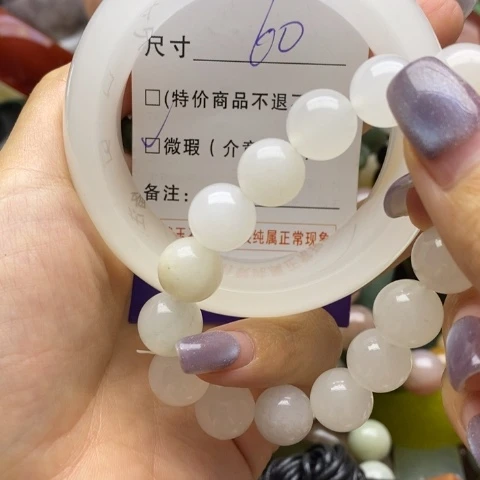 尺寸 60
□(特价商品不退
☑微瑕(介
备注:
纯属正常现象